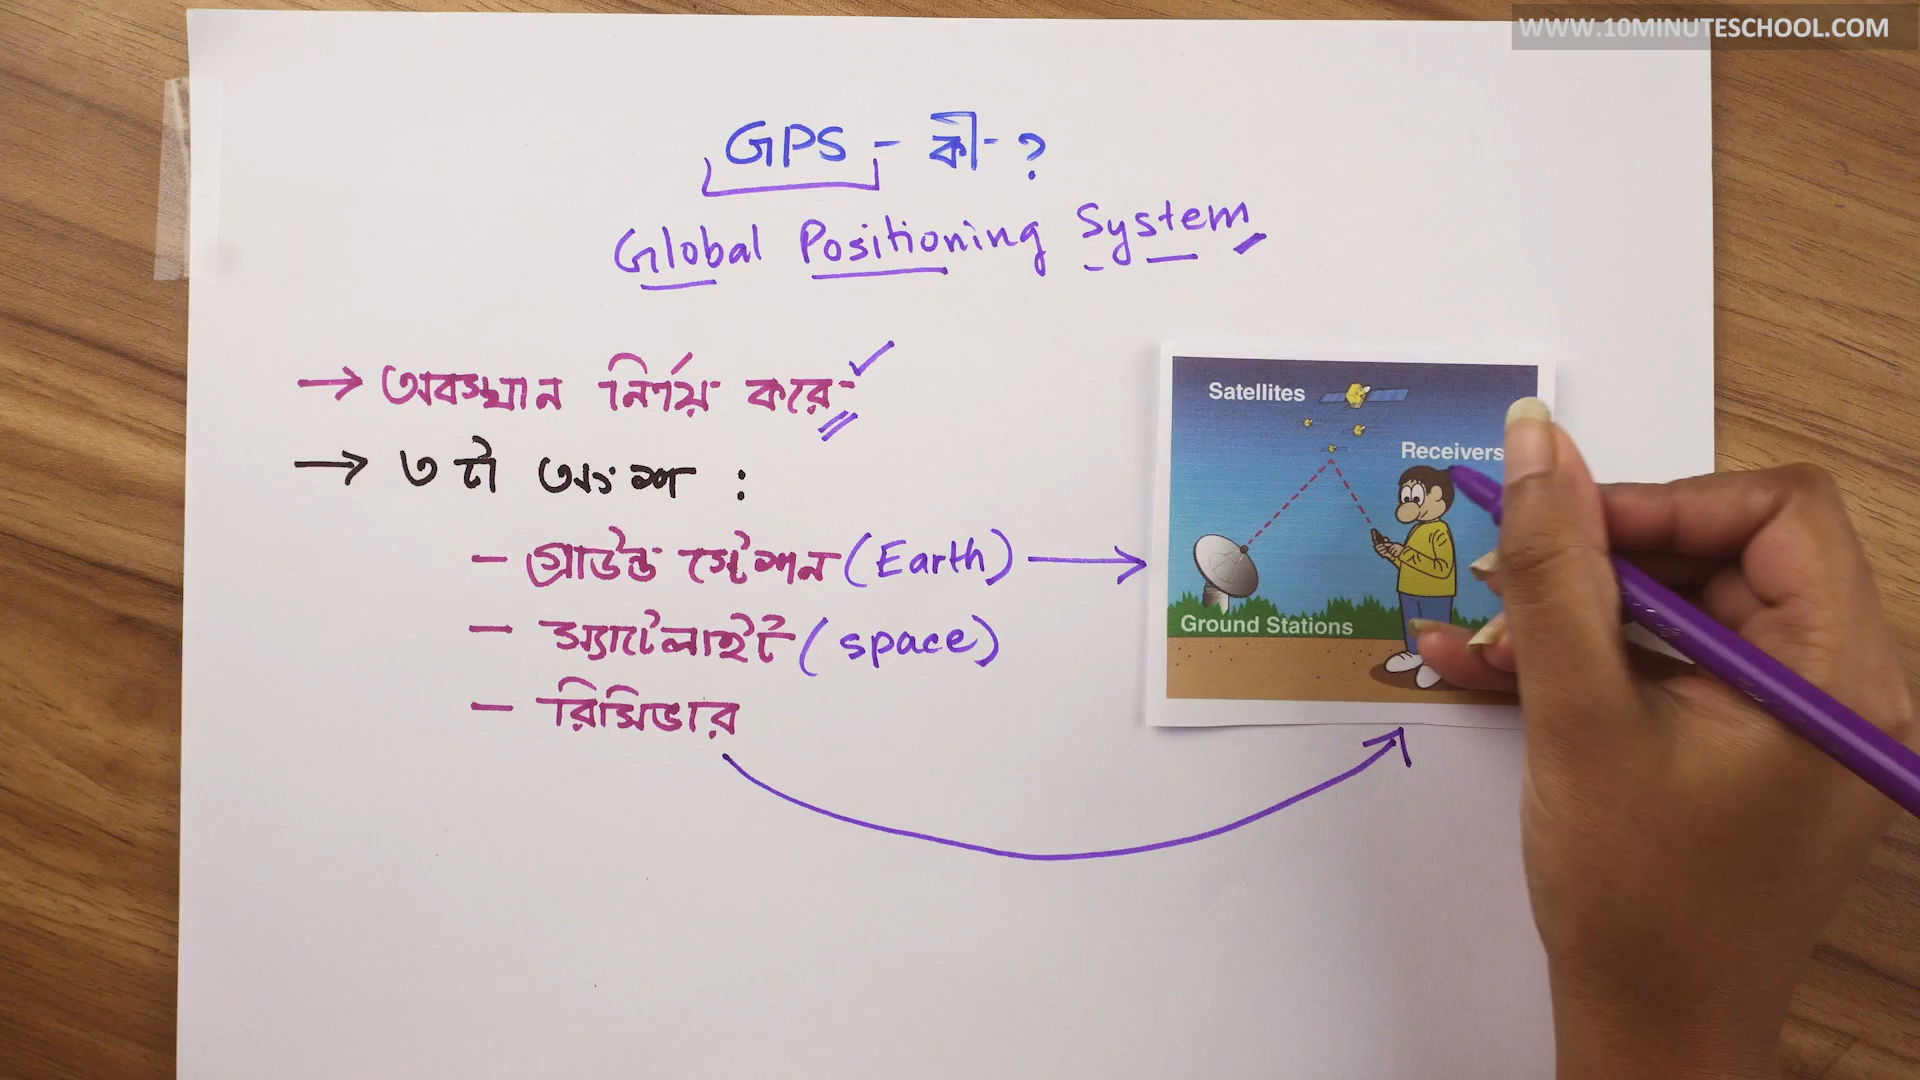 WWW.10MINUTESCHOOL.COM
GPS - কী - ?
Global Positioning System
→ অবস্থান নির্ণয় করে
→ ৩ টা অংশ :
- গ্রাউন্ড স্টেশন (Earth) →
- স্যাটেলাইট (space)
- রিসিভার
Satellites
Receivers
Ground Stations